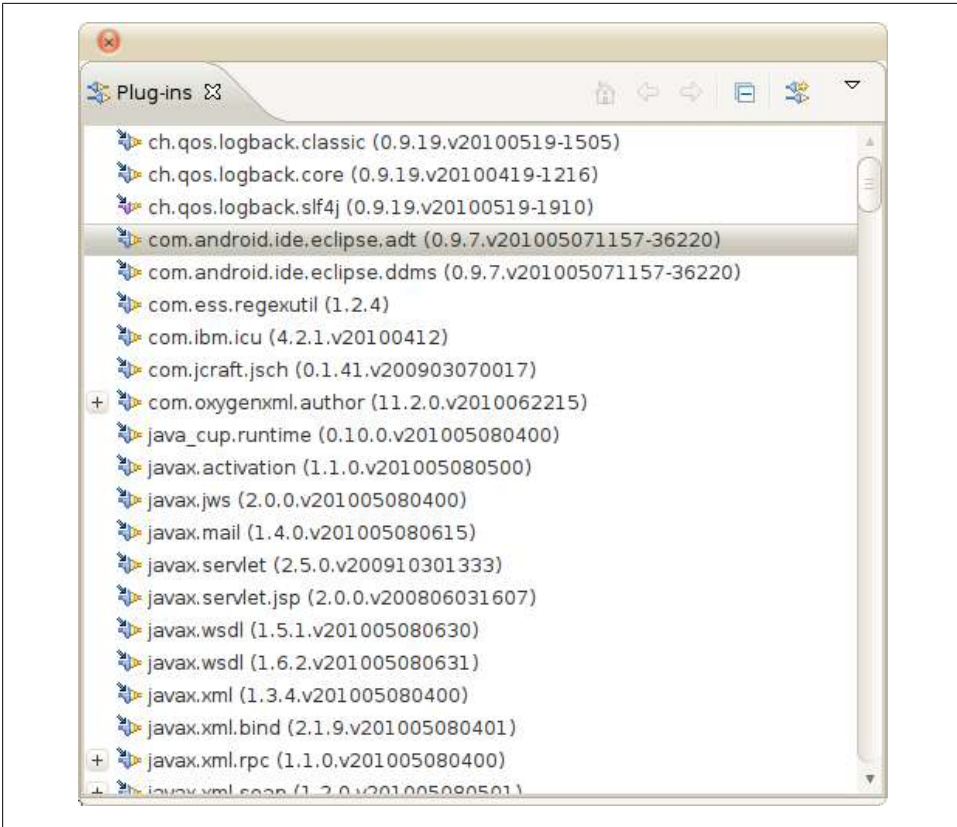 Plug-ins
ch.qos.logback.classic (0.9.19.v20100519-1505)
ch.qos.logback.core (0.9.19.v20100419-1216)
ch.qos.logback.slf4j (0.9.19.v20100519-1910)
com.android.ide.eclipse.adt (0.9.7.v201005071157-36220)
com.android.ide.eclipse.ddms (0.9.7.v201005071157-36220)
com.ess.regexutil (1.2.4)
com.ibm.icu (4.2.1.v20100412)
com.jcraft.jsch (0.1.41.v200903070017)
com.oxygenxml.author (11.2.0.v2010062215)
java_cup.runtime (0.10.0.v201005080400)
javax.activation (1.1.0.v201005080500)
javax.jws (2.0.0.v201005080400)
javax.mail (1.4.0.v201005080615)
javax.servlet (2.5.0.v200910301333)
javax.servlet.jsp (2.0.0.v200806031607)
javax.wsdl (1.5.1.v201005080630)
javax.wsdl (1.6.2.v201005080631)
javax.xml (1.3.4.v201005080400)
javax.xml.bind (2.1.9.v201005080401)
javax.xml.rpc (1.1.0.v201005080400)
javax.xml.soap (1.2.0.v201005080501)